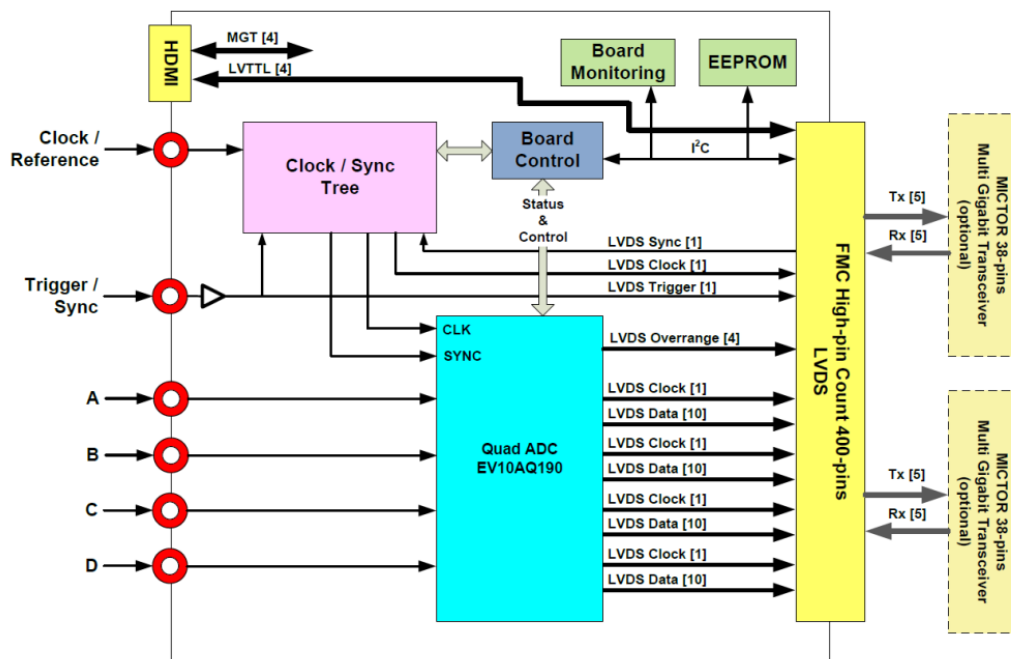 HDMI
MGT [4]
LVTTL [4]
Board
Monitoring
EEPROM
Clock /
Reference
Clock / Sync
Tree
Board
Control
I²C
Status
&
Control
LVDS Sync [1]
LVDS Clock [1]
LVDS Trigger [1]
Trigger /
Sync
CLK
SYNC
LVDS Overrange [4]
A
B
C
D
Quad ADC
EV10AQ190
LVDS Clock [1]
LVDS Data [10]
LVDS Clock [1]
LVDS Data [10]
LVDS Clock [1]
LVDS Data [10]
LVDS Clock [1]
LVDS Data [10]
FMC High-pin Count 400-pins
LVDS
Tx [5]
Rx [5]
MICTOR 38-pins
Multi Gigabit Transceiver
(optional)
Tx [5]
Rx [5]
MICTOR 38-pins
Multi Gigabit Transceiver
(optional)